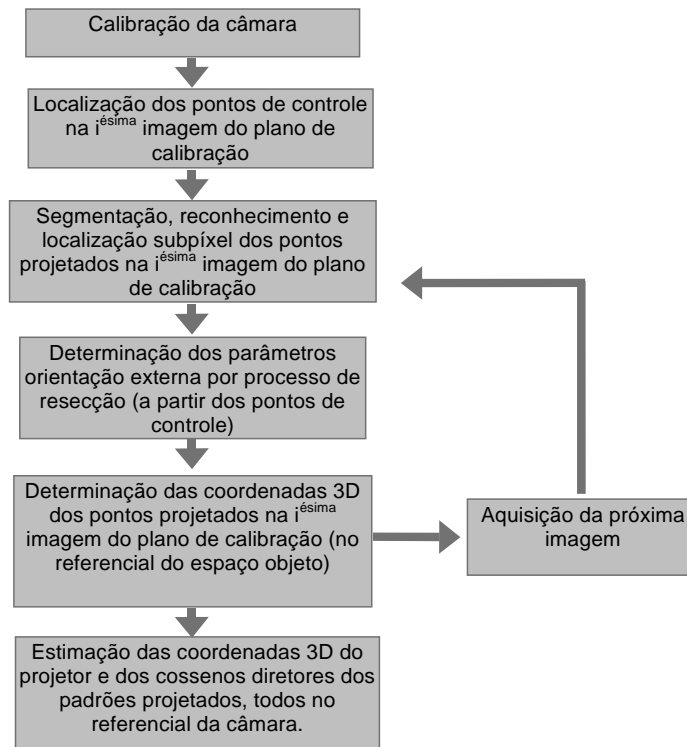 Calibração da câmara
Localização dos pontos de controle
na i^ésima imagem do plano de
calibração
Segmentação, reconhecimento e
localização subpíxel dos pontos
projetados na i^ésima imagem do plano
de calibração
Determinação dos parâmetros
orientação externa por processo de
resecção (a partir dos pontos de
controle)
Determinação das coordenadas 3D
dos pontos projetados na i^ésima
imagem do plano de calibração (no
referencial do espaço objeto)
Aquisição da próxima
imagem
Estimação das coordenadas 3D do
projetor e dos cossenos diretores dos
padrões projetados, todos no
referencial da câmara.